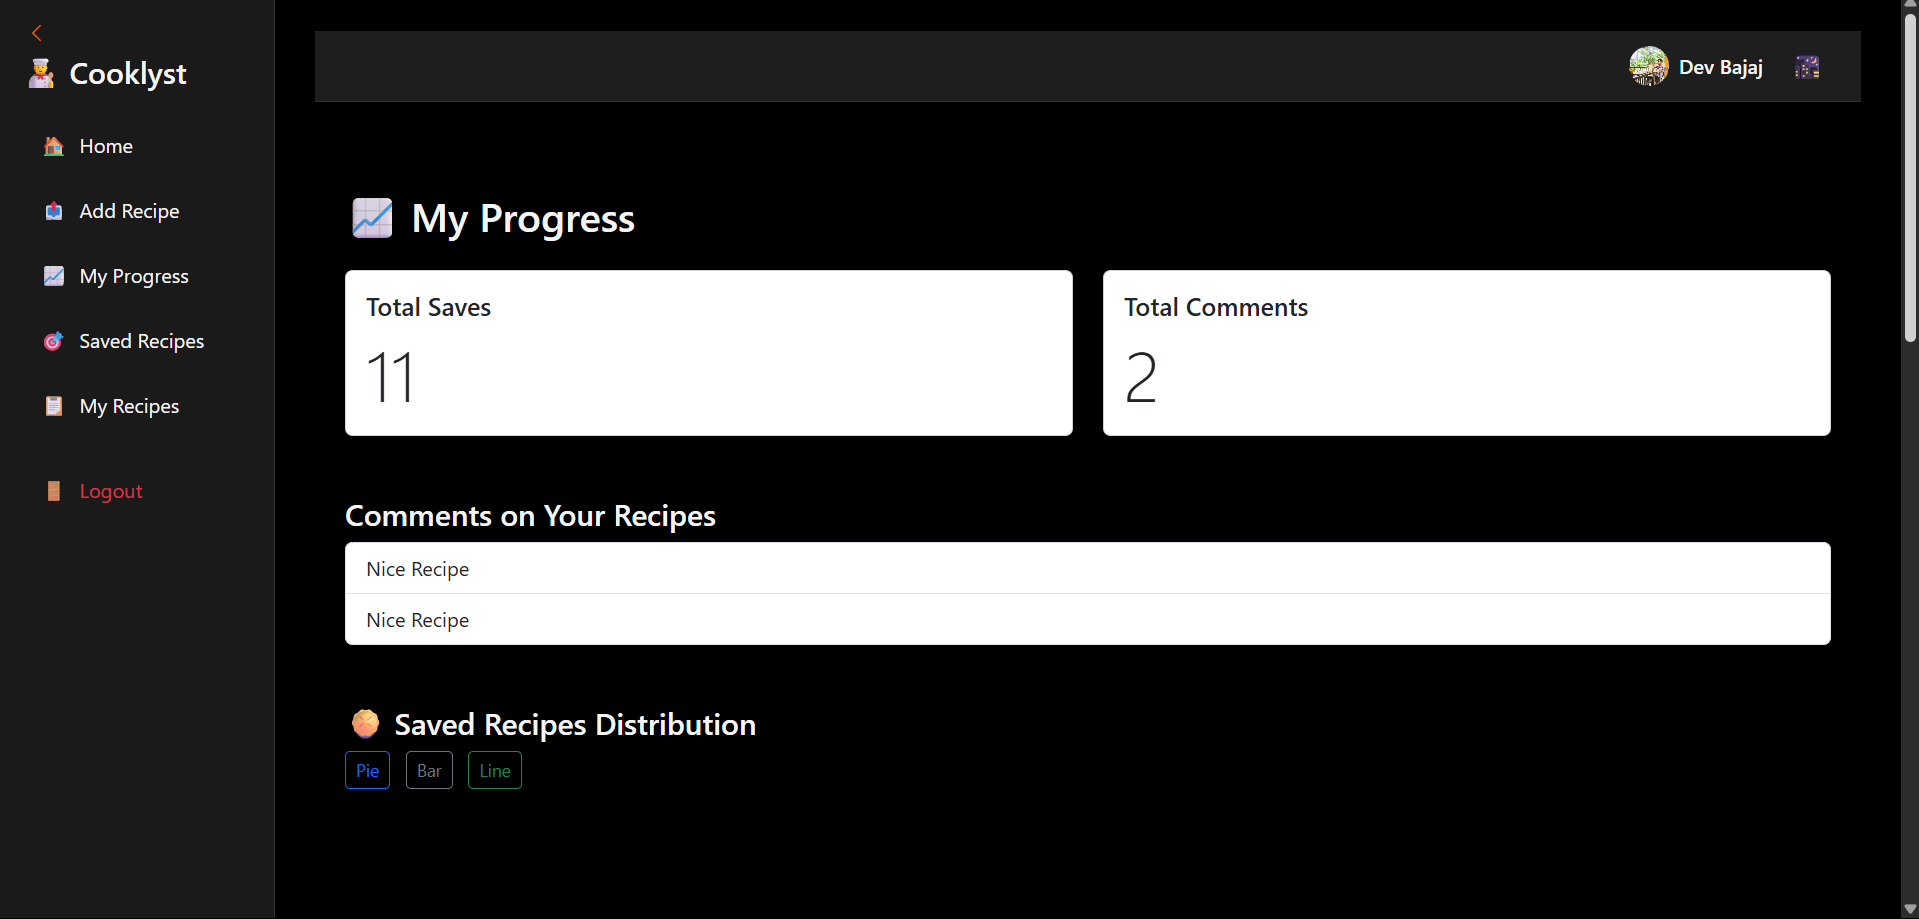 Cooklyst
Home
Add Recipe
My Progress
Saved Recipes
My Recipes
Logout
Dev Bajaj
My Progress
Total Saves
11
Total Comments
2
Comments on Your Recipes
Nice Recipe
Nice Recipe
Saved Recipes Distribution
Pie Bar Line